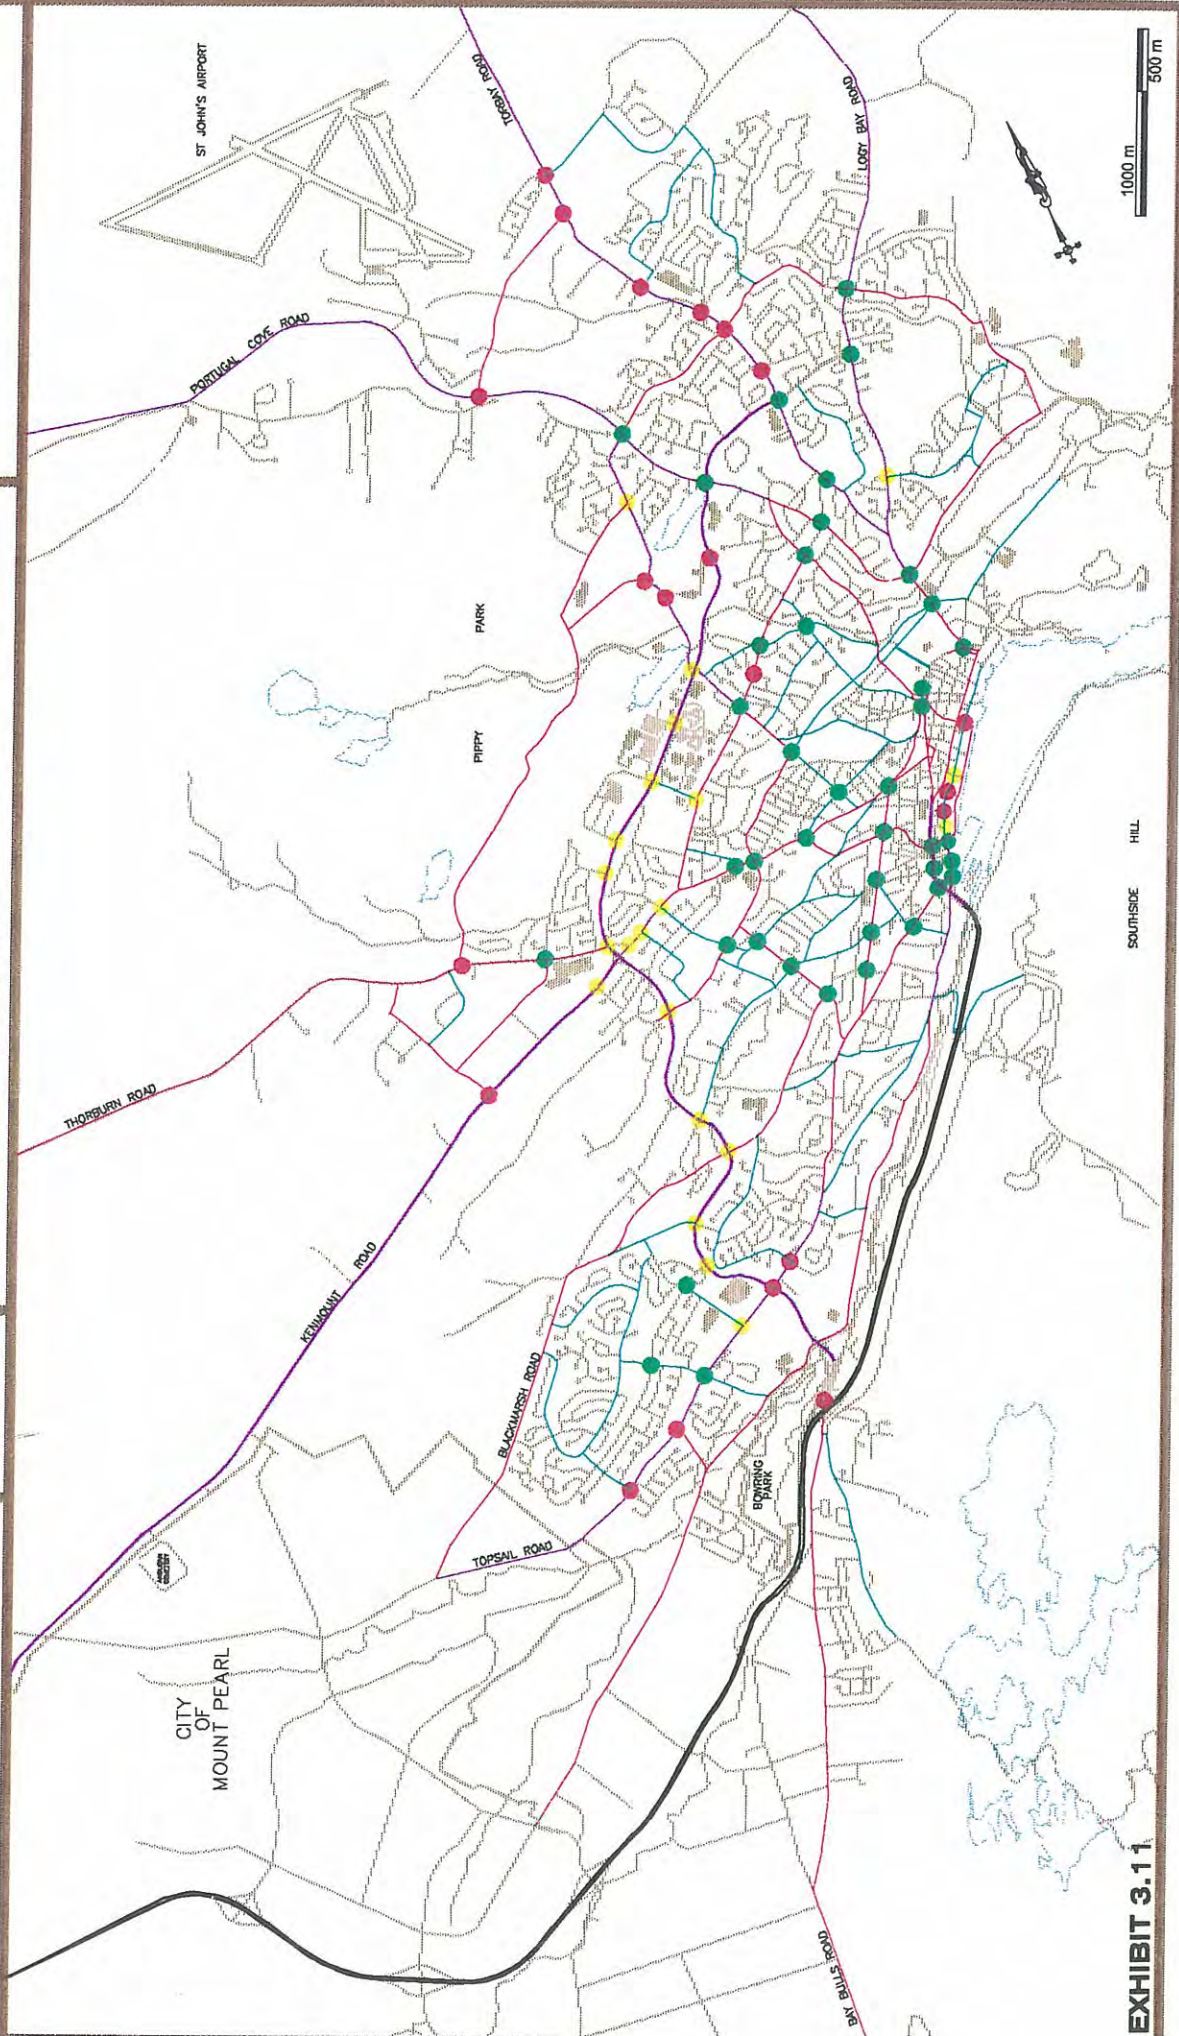 ST JOHN'S AIRPORT
TORBAY ROAD
LOGY BAY ROAD
1000 m
500 m
PORTUGAL COVE ROAD
PIPPY PARK
SOUTHSIDE HILL
THORBURN ROAD
KENMOUNT ROAD
BLACKMARSH ROAD
TOPSAIL ROAD
BOWRING
PARK
CITY
OF
MOUNT PEARL
BAY BULLS ROAD
EXHIBIT 3.11